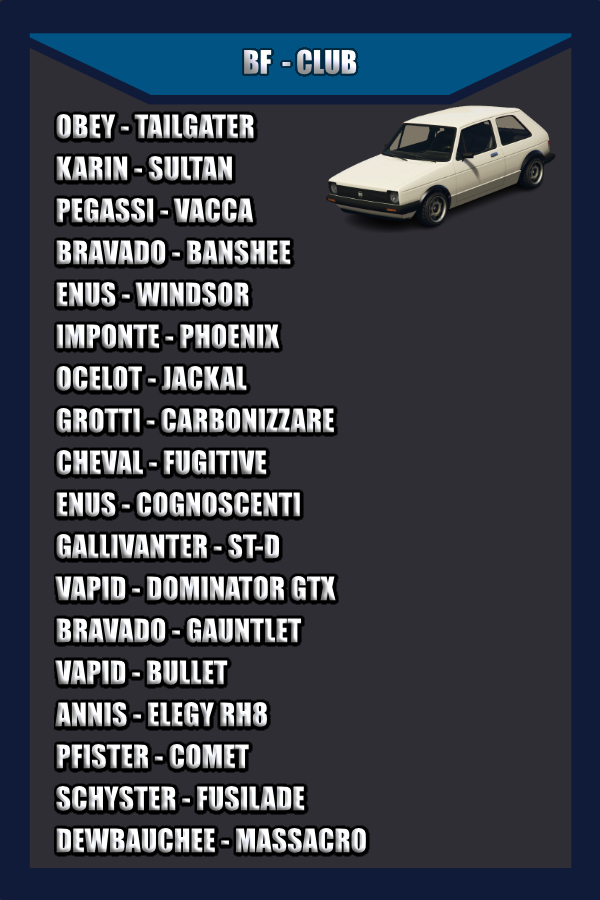 BF - CLUB
OBEY - TAILGATER
KARIN - SULTAN
PEGASSI - VACCA
BRAVADO - BANSHEE
ENUS - WINDSOR
IMPONTE - PHOENIX
OCELOT - JACKAL
GROTTI - CARBONIZZARE
CHEVAL - FUGITIVE
ENUS - COGNOSCENTI
GALLIVANTER - ST-D
VAPID - DOMINATOR GTX
BRAVADO - GAUNTLET
VAPID - BULLET
ANNIS - ELEGY RH8
PFISTER - COMET
SCHYSTER - FUSILADE
DEWBAUCHEE - MASSACRO